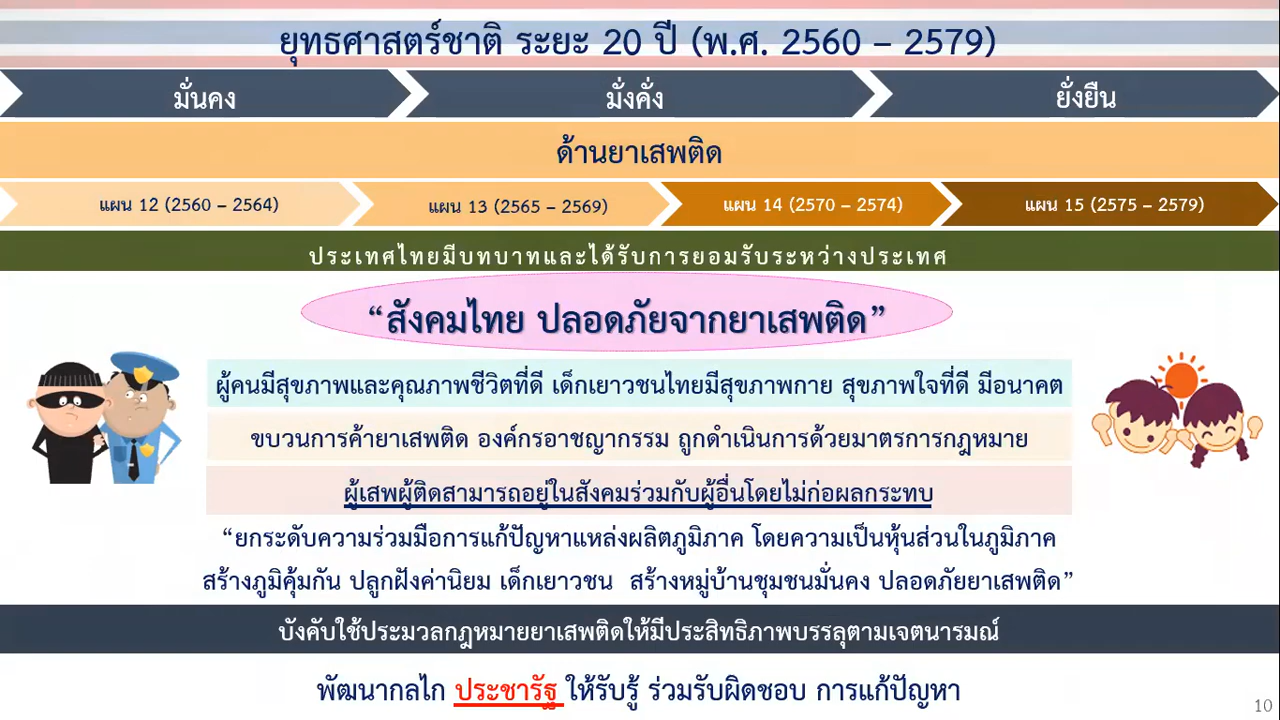 ยุทธศาสตร์ชาติ ระยะ 20 ปี (พ.ศ. 2560 – 2579)
มั่นคง
มั่งคั่ง
ยั่งยืน
ด้านยาเสพติด
แผน 12 (2560 – 2564)
แผน 13 (2565 – 2569)
แผน 14 (2570 – 2574)
แผน 15 (2575 – 2579)
ประเทศไทยมีบทบาทและได้รับการยอมรับระหว่างประเทศ
“สังคมไทย ปลอดภัยจากยาเสพติด”
ผู้คนมีสุขภาพและคุณภาพชีวิตที่ดี เด็กเยาวชนไทยมีสุขภาพกาย สุขภาพใจที่ดี มีอนาคต
ขบวนการค้ายาเสพติด องค์กรอาชญากรรม ถูกดำเนินการด้วยมาตรการกฎหมาย
ผู้เสพผู้ติดสามารถอยู่ในสังคมร่วมกับผู้อื่นโดยไม่ก่อผลกระทบ
“ยกระดับความร่วมมือการแก้ปัญหาแหล่งผลิตภูมิภาค โดยความเป็นหุ้นส่วนในภูมิภาค
สร้างภูมิคุ้มกัน ปลูกฝังค่านิยม เด็กเยาวชน สร้างหมู่บ้านชุมชนมั่นคง ปลอดภัยยาเสพติด”
บังคับใช้ประมวลกฎหมายยาเสพติดให้มีประสิทธิภาพบรรลุตามเจตนารมณ์
พัฒนากลไก ประชารัฐ ให้รับรู้ ร่วมรับผิดชอบ การแก้ปัญหา
10